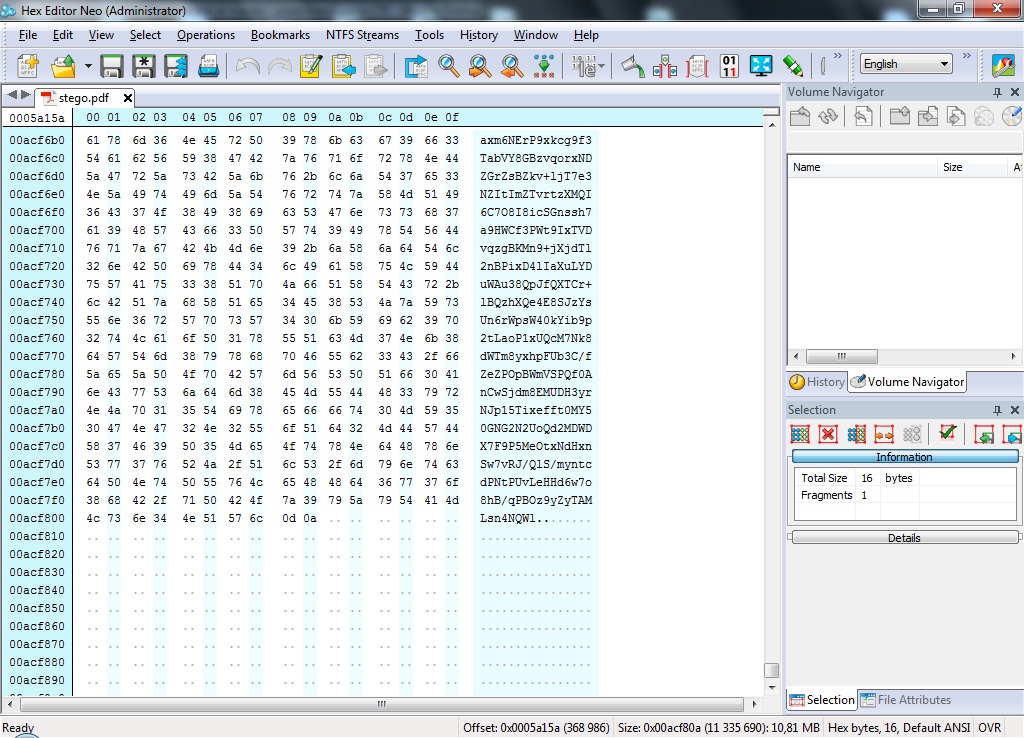 Hex Editor Neo (Administrator)
File Edit View Select Operations Bookmarks NTFS Streams Tools History Window Help
English
stego.pdf
0005a15a 00 01 02 03 04 05 06 07 08 09 0a 0b 0c 0d 0e 0f
00acf6b0 61 78 6d 36 4e 45 72 50 39 78 6b 63 67 39 66 33 axm6NErP9xkcg9f3
00acf6c0 54 61 62 56 59 38 47 42 7a 76 71 6f 72 78 4e 44 TabVY8GBzvqorxND
00acf6d0 5a 47 72 5a 73 42 5a 6b 76 2b 6c 6a 54 37 65 33 ZGrZsBZkv+ljT7e3
00acf6e0 4e 5a 49 74 49 6d 5a 54 76 72 74 7a 58 4d 51 49 NZItImZTvrtzXMQI
00acf6f0 36 43 37 4f 38 49 38 69 63 53 47 6e 73 73 68 37 6C7O8I8icSGnssh7
00acf700 61 39 48 57 43 66 33 50 57 74 39 49 78 54 56 44 a9HWCf3PWt9IxTVD
00acf710 76 71 7a 67 42 4b 4d 6e 39 2b 6a 58 6a 64 54 6c vqzgBKMn9+jXjdTl
00acf720 32 6e 42 50 69 78 44 34 6c 49 61 58 75 4c 59 44 2nBPixD4lIaXuLYD
00acf730 75 57 41 75 33 38 51 70 4a 66 51 58 54 43 72 2b uWAu38QpJfQXTCr+
00acf740 6c 42 51 7a 68 58 51 65 34 45 38 53 4a 7a 59 73 lBQzhXQe4E8SJzYs
00acf750 55 6e 36 72 57 70 73 57 34 30 6b 59 69 62 39 70 Un6rWpsW40kYib9p
00acf760 32 74 4c 61 6f 50 31 78 55 51 63 4d 37 4e 6b 38 2tLaoP1xUQcM7Nk8
00acf770 64 57 54 6d 38 79 78 68 70 46 55 62 33 43 2f 66 dWTm8yxhpFUb3C/f
00acf780 5a 65 5a 50 4f 70 42 57 6d 56 53 50 51 66 30 41 ZeZPOpBWmVSPQf0A
00acf790 6e 43 77 53 6a 64 6d 38 45 4d 55 44 48 33 79 72 nCwSjdm8EMUDH3yr
00acf7a0 4e 4a 70 31 35 54 69 78 65 66 66 74 30 4d 59 35 NJp15Tixefft0MY5
00acf7b0 30 47 4e 47 32 4e 32 55 6f 51 64 32 4d 44 57 44 0GNG2N2UoQd2MDWD
00acf7c0 58 37 46 39 50 35 4d 65 4f 74 78 4e 64 48 78 6e X7F9P5MeOtxNdHxn
00acf7d0 53 77 37 76 52 4a 2f 51 6c 53 2f 6d 79 6e 74 63 Sw7vRJ/QlS/myntc
00acf7e0 64 50 4e 74 50 55 76 4c 65 48 48 64 36 77 37 6f dPNtPUvLeHHd6w7o
00acf7f0 38 68 42 2f 71 50 42 4f 7a 39 79 5a 79 54 41 4d 8hB/qPBOz9yZyTAM
00acf800 4c 73 6e 34 4e 51 57 6c 0d 0a .. .. .. .. .. .. Lsn4NQWl........
00acf810 .. .. .. .. .. .. .. .. .. .. .. .. .. .. .. .. ................
00acf820 .. .. .. .. .. .. .. .. .. .. .. .. .. .. .. .. ................
00acf830 .. .. .. .. .. .. .. .. .. .. .. .. .. .. .. .. ................
00acf840 .. .. .. .. .. .. .. .. .. .. .. .. .. .. .. .. ................
00acf850 .. .. .. .. .. .. .. .. .. .. .. .. .. .. .. .. ................
00acf860 .. .. .. .. .. .. .. .. .. .. .. .. .. .. .. .. ................
00acf870 .. .. .. .. .. .. .. .. .. .. .. .. .. .. .. .. ................
00acf880 .. .. .. .. .. .. .. .. .. .. .. .. .. .. .. .. ................
00acf890 .. .. .. .. .. .. .. .. .. .. .. .. .. .. .. .. ................
Volume Navigator
Name Size
History Volume Navigator
Selection
Information
Total Size 16 bytes
Fragments 1
Details
Selection File Attributes
Ready Offset: 0x0005a15a (368 986) Size: 0x00acf80a (11 335 690): 10,81 MB Hex bytes, 16, Default ANSI OVR